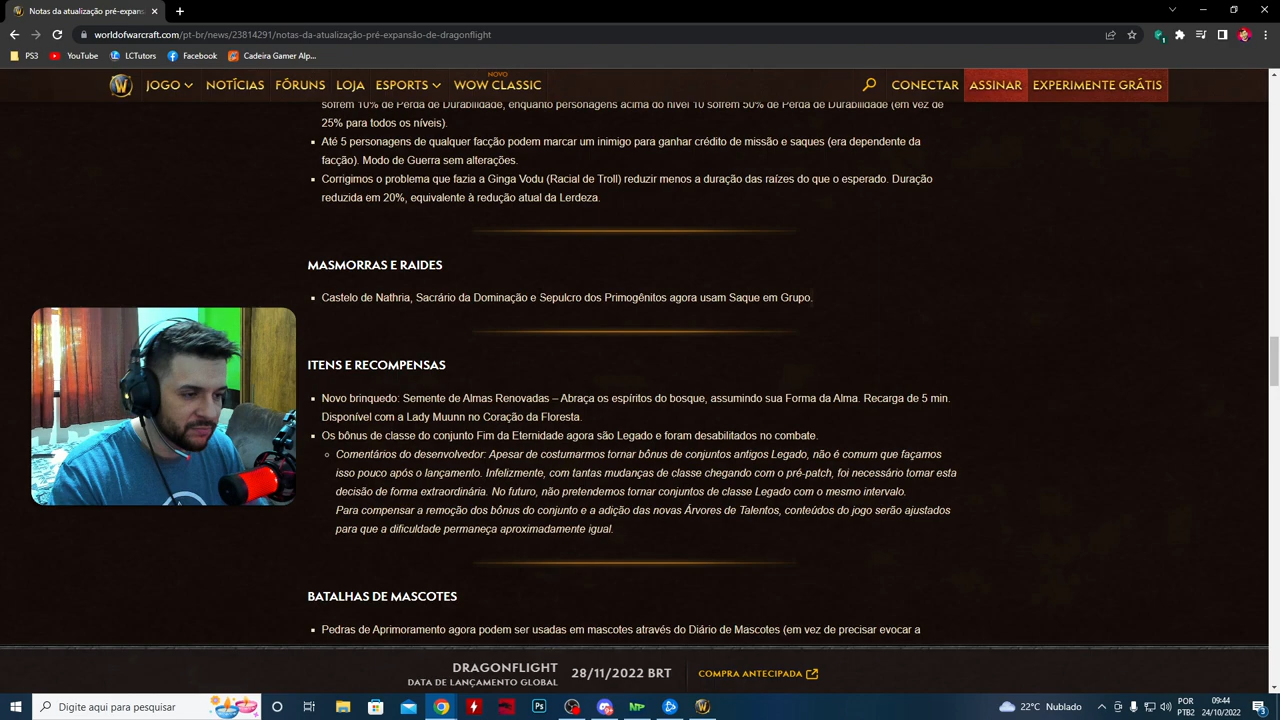 Notas da atualização pré-expans
worldofwarcraft.com/pt-br/news/23814291/notas-da-atualização-pré-expansão-de-dragonflight
PS3 YouTube LCTutors Facebook Cadeira Gamer Alp...
NOVO
JOGO NOTÍCIAS FÓRUNS LOJA ESPORTS WOW CLASSIC CONECTAR ASSINAR EXPERIMENTE GRÁTIS
sofrem 10% de Perda de Durabilidade, enquanto personagens acima do nível 10 sofrem 50% de Perda de Durabilidade (em vez de
25% para todos os níveis).
Até 5 personagens de qualquer facção podem marcar um inimigo para ganhar crédito de missão e saques (era dependente da
facção). Modo de Guerra sem alterações.
Corrigimos o problema que fazia a Ginga Vodu (Racial de Troll) reduzir menos a duração das raízes do que o esperado. Duração
reduzida em 20%, equivalente à redução atual da Lerdeza.
MASMORRAS E RAIDES
Castelo de Nathria, Sacrário da Dominação e Sepulcro dos Primogênitos agora usam Saque em Grupo.
ITENS E RECOMPENSAS
Novo brinquedo: Semente de Almas Renovadas – Abraça os espíritos do bosque, assumindo sua Forma da Alma. Recarga de 5 min.
Disponível com a Lady Muunn no Coração da Floresta.
Os bônus de classe do conjunto Fim da Eternidade agora são Legado e foram desabilitados no combate.
Comentários do desenvolvedor: Apesar de costumarmos tornar bônus de conjuntos antigos Legado, não é comum que façamos
isso pouco após o lançamento. Infelizmente, com tantas mudanças de classe chegando com o pré-patch, foi necessário tomar esta
decisão de forma extraordinária. No futuro, não pretendemos tornar conjuntos de classe Legado com o mesmo intervalo.
Para compensar a remoção dos bônus do conjunto e a adição das novas Árvores de Talentos, conteúdos do jogo serão ajustados
para que a dificuldade permaneça aproximadamente igual.
BATALHAS DE MASCOTES
Pedras de Aprimoramento agora podem ser usadas em mascotes através do Diário de Mascotes (em vez de precisar evocar a
DRAGONFLIGHT
DATA DE LANÇAMENTO GLOBAL
28/11/2022 BRT
COMPRA ANTECIPADA
Digite aqui para pesquisar
22°C Nublado
POR
PTB2
09:44
24/10/2022